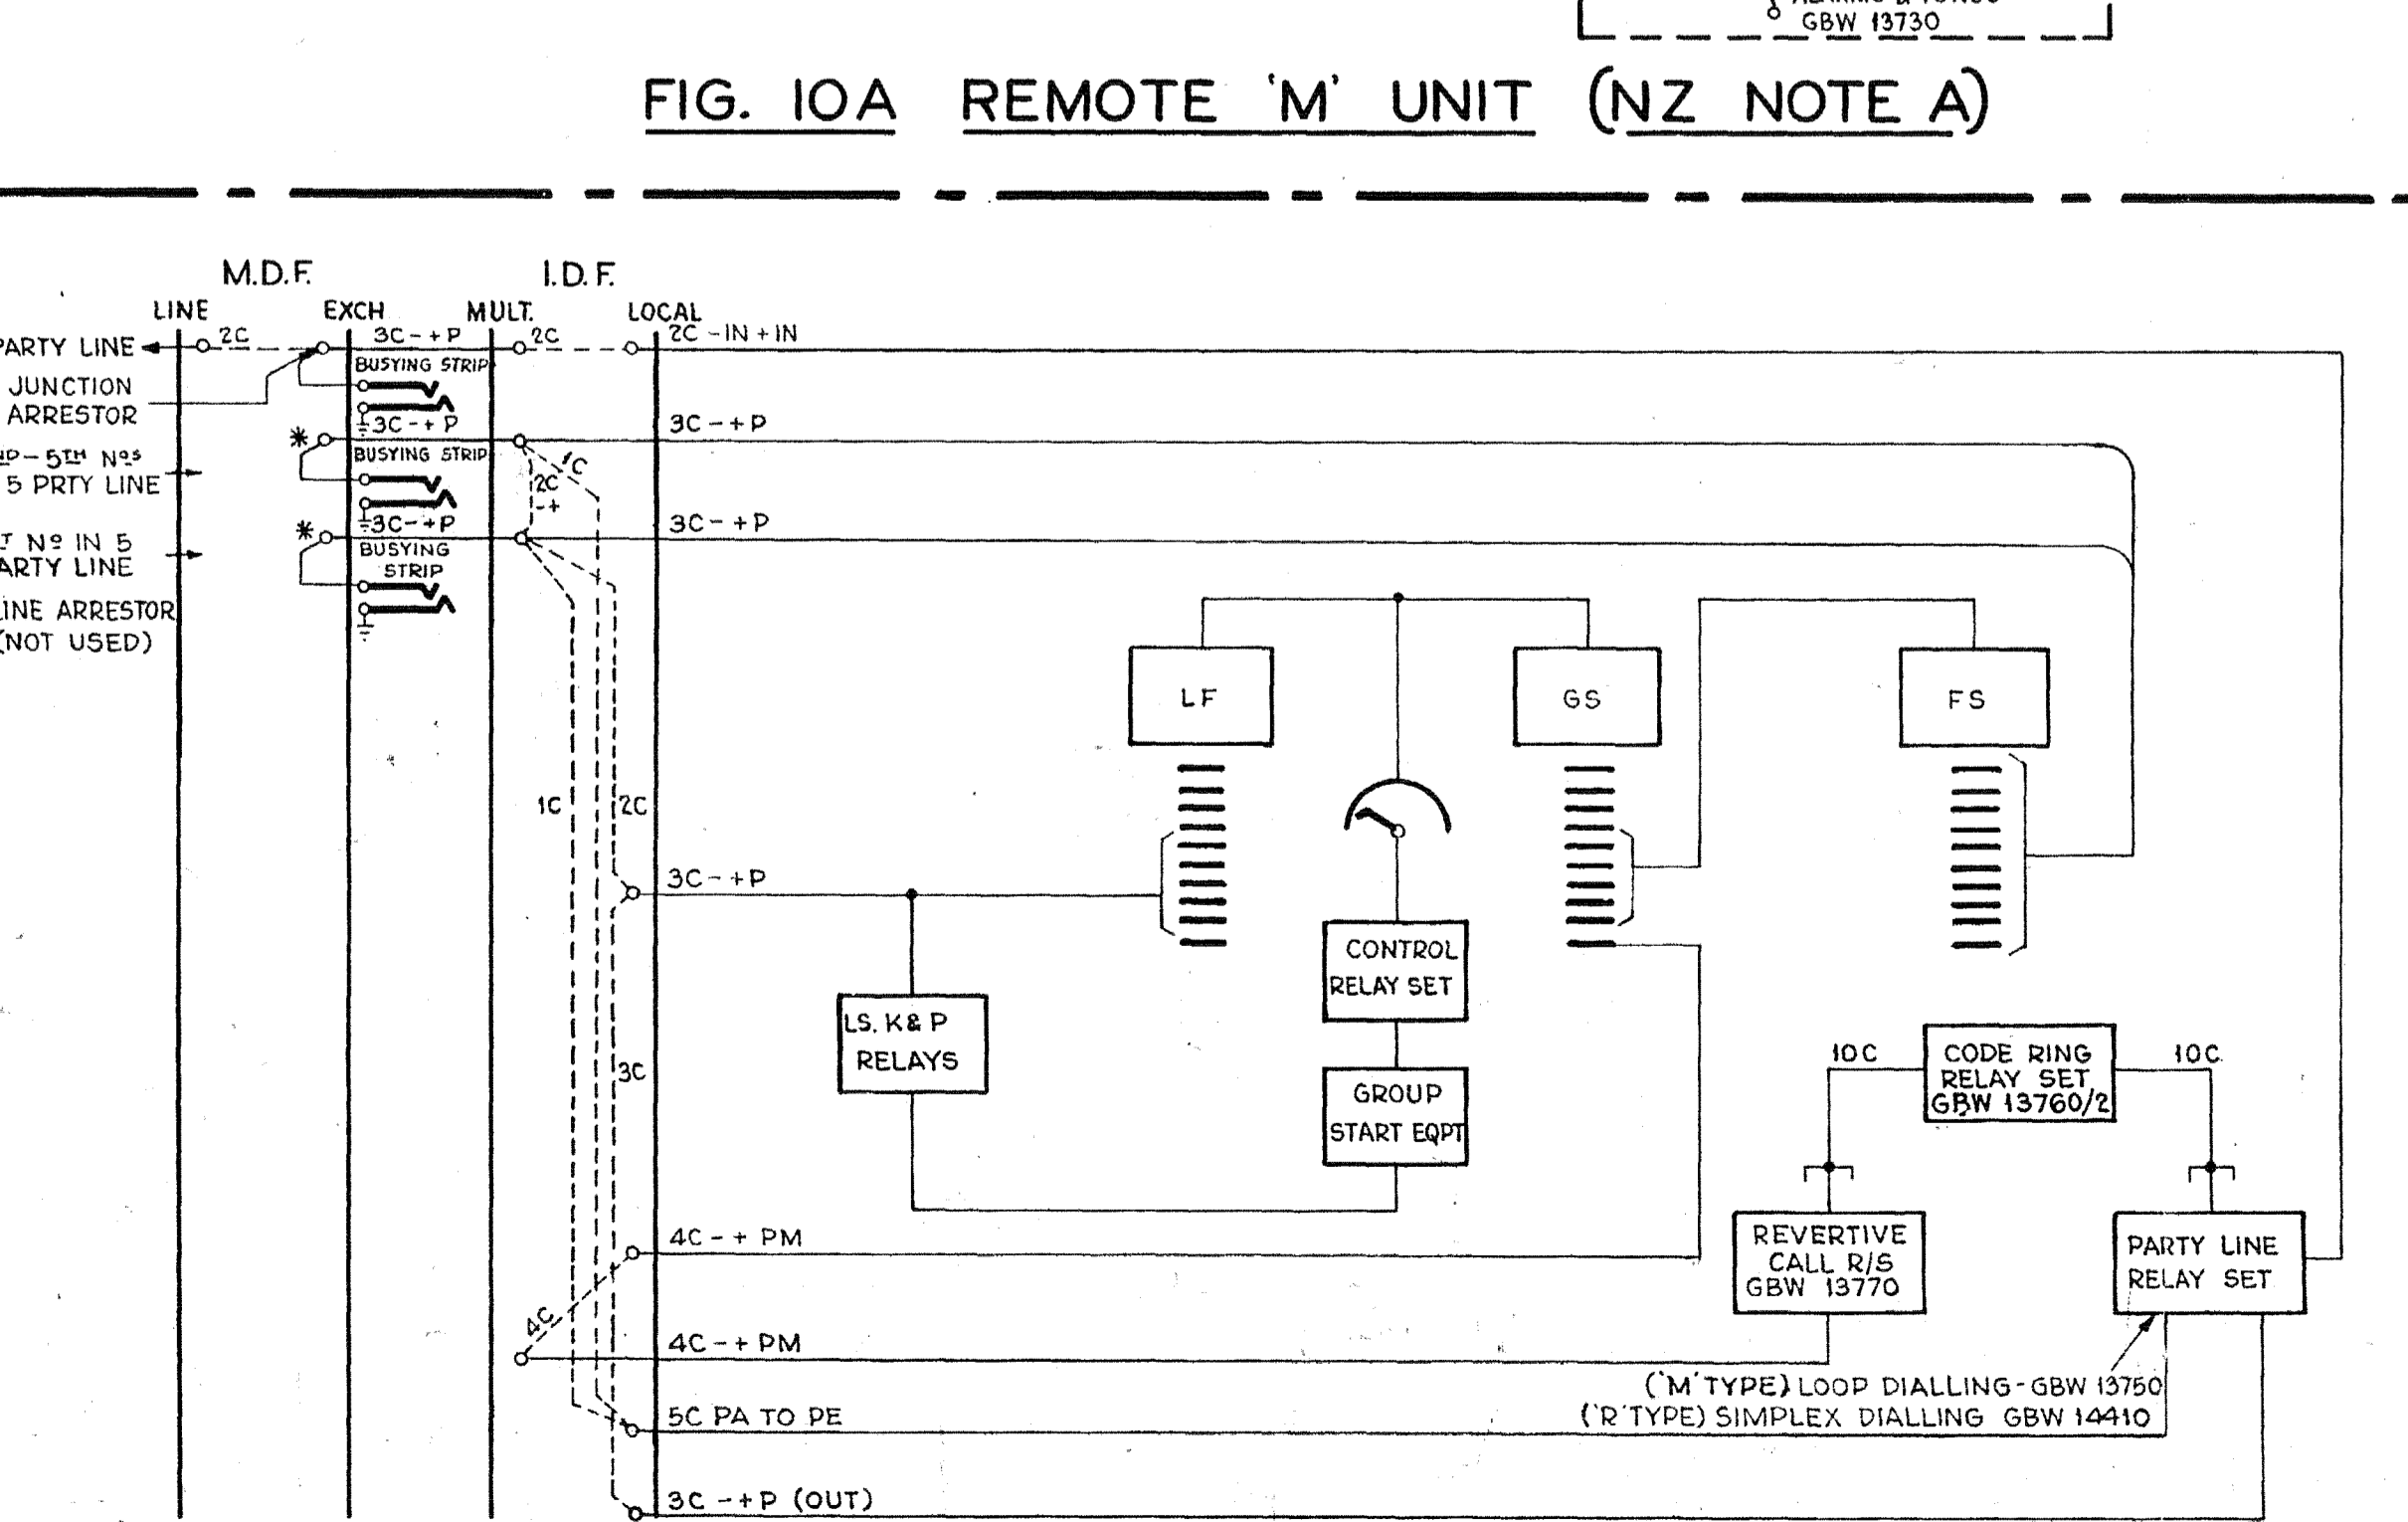 GBW 13730
FIG. 10A REMOTE 'M' UNIT (NZ NOTE A)
M.D.F.
I.D.F.
LINE
EXCH
MULT.
LOCAL
PARTY LINE
2C
3C-+P
2C
2C -IN +IN
BUSYING STRIP
JUNCTION
ARRESTOR
3C-+P
3C-+P
*
BUSYING STRIP
-5TH Nos
5 PRTY LINE
1C
2C
-+
3C-+P
3C-+P
*
No IN 5
PARTY LINE
BUSYING
STRIP
LINE ARRESTOR
(NOT USED)
LF
GS
FS
1C
2C
3C-+P
CONTROL
RELAY SET
LS. K & P
RELAYS
3C
GROUP
START EQPT
10C
CODE RING
RELAY SET
GBW 13760/2
10C.
4C-+PM
REVERTIVE
CALL R/S
GBW 13770
PARTY LINE
RELAY SET
4C
4C-+PM
('M' TYPE) LOOP DIALLING-GBW 13750
('R' TYPE) SIMPLEX DIALLING GBW 14410
5C PA TO PE
3C -+P (OUT)